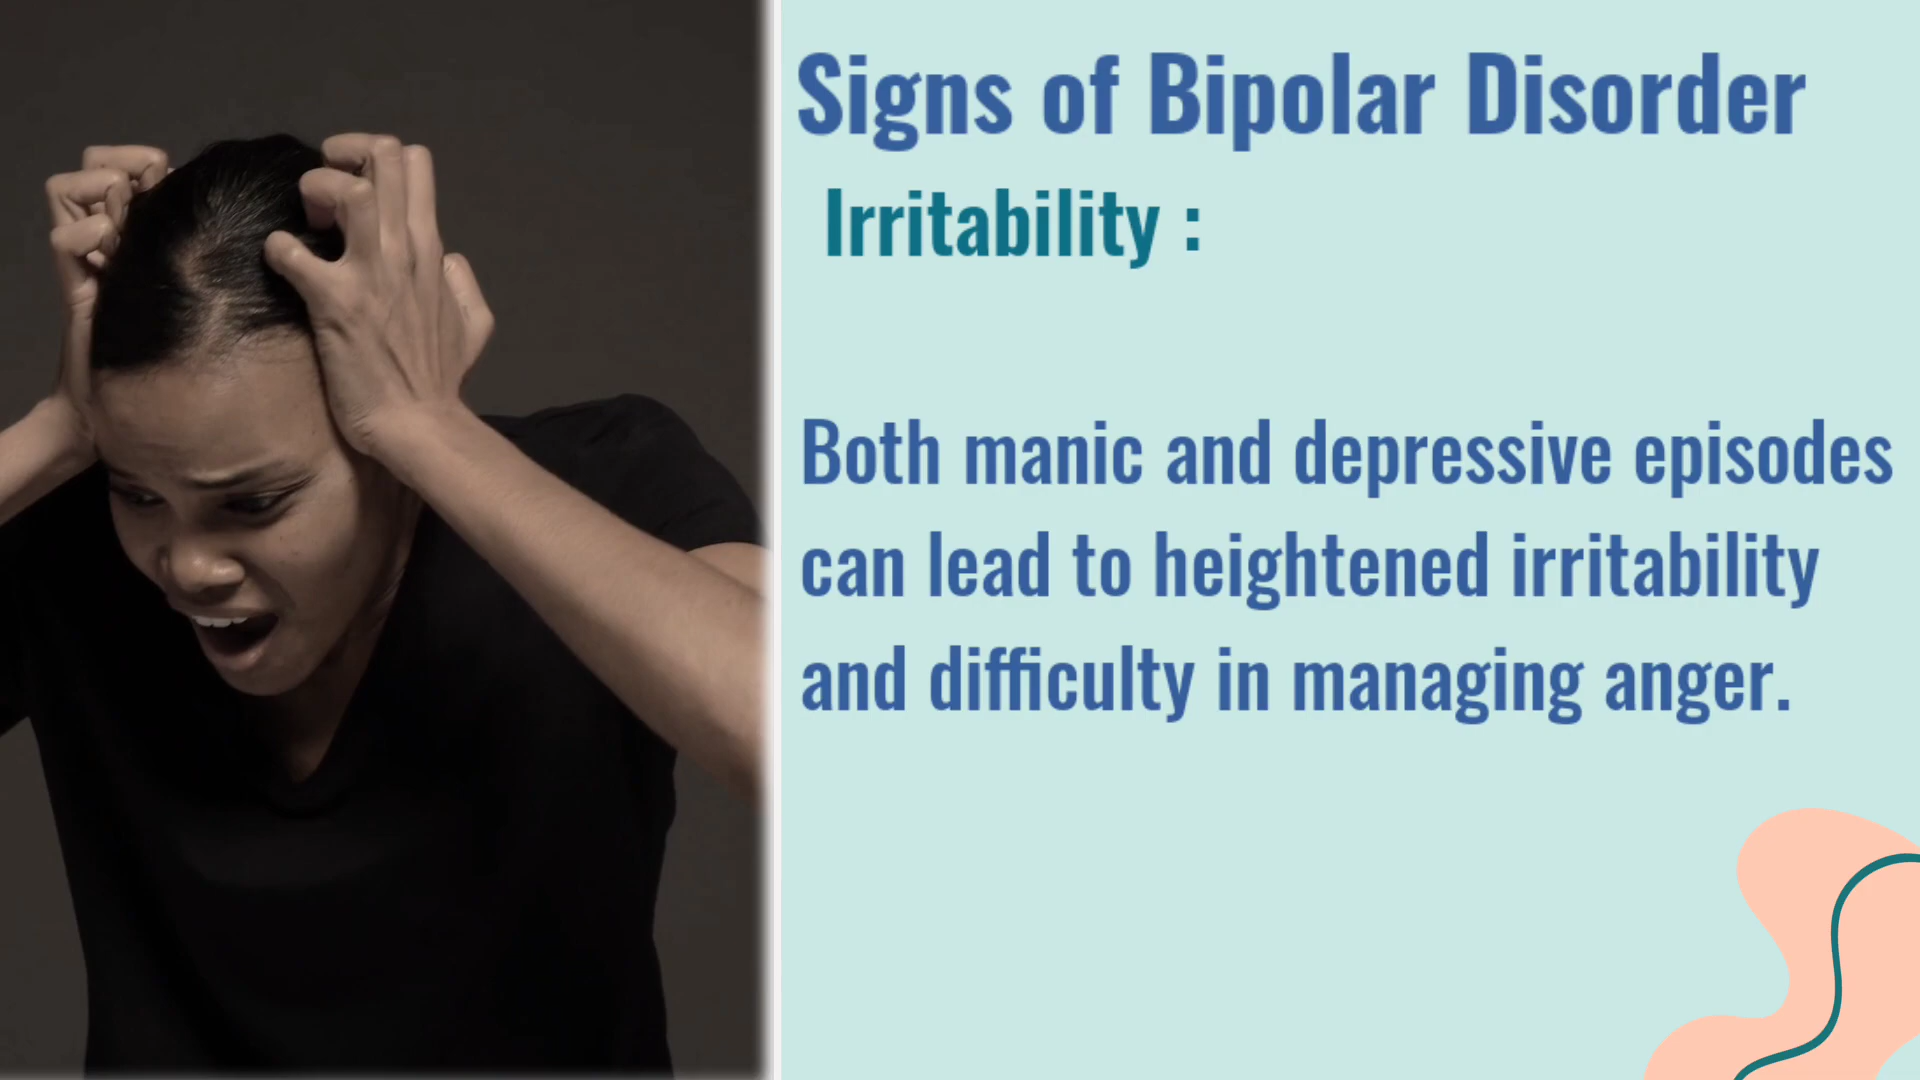 Signs of Bipolar Disorder
Irritability :
Both manic and depressive episodes
can lead to heightened irritability
and difficulty in managing anger.